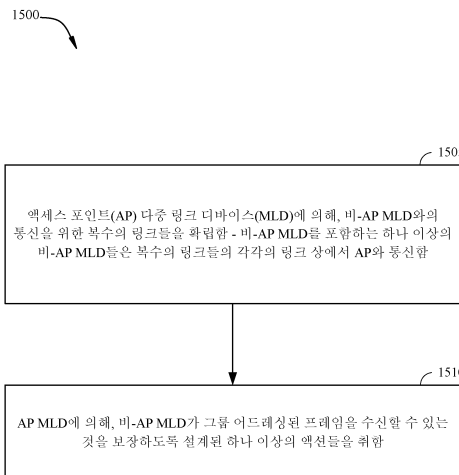 1500
액세스 포인트(AP) 다중 링크 디바이스(MLD)에 의해, 비-AP MLD와의
통신을 위한 복수의 링크들을 확립함 - 비-AP MLD를 포함하는 하나 이상의
비-AP MLD들은 복수의 링크들의 각각의 링크 상에서 AP와 통신함
1510
AP MLD에 의해, 비-AP MLD가 그룹 어드레싱된 프레임을 수신할 수 있는
것을 보장하도록 설계된 하나 이상의 액션들을 취함